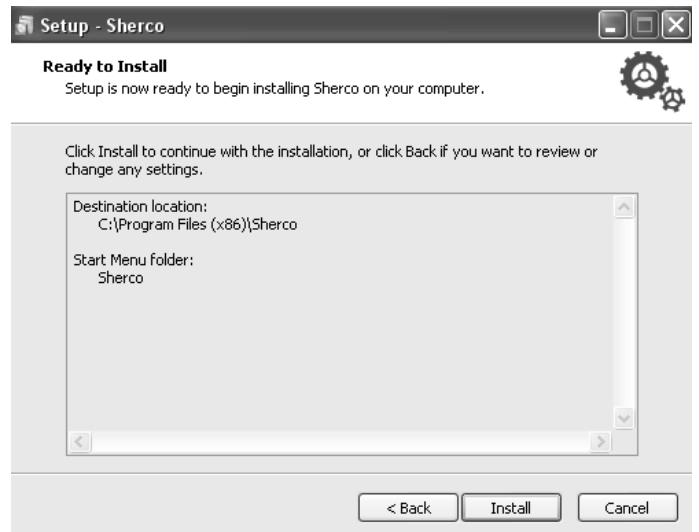 Setup - Sherco
Ready to Install
Setup is now ready to begin installing Sherco on your computer.
Click Install to continue with the installation, or click Back if you want to review or
change any settings.
Destination location:
C:\Program Files (x86)\Sherco
Start Menu folder:
Sherco
< Back
Install
Cancel